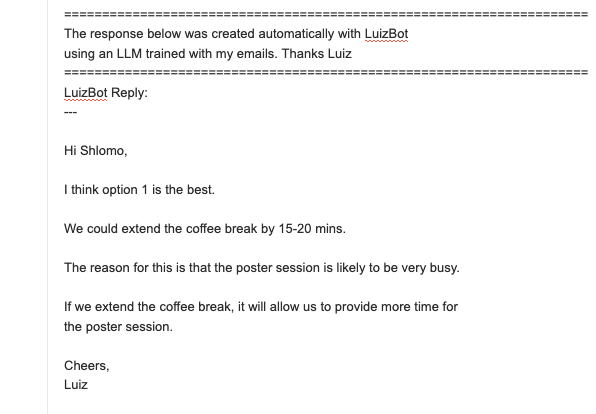 ======================================================================
The response below was created automatically with LuizBot
using an LLM trained with my emails. Thanks Luiz
======================================================================
LuizBot Reply:
---
Hi Shlomo,
I think option 1 is the best.
We could extend the coffee break by 15-20 mins.
The reason for this is that the poster session is likely to be very busy.
If we extend the coffee break, it will allow us to provide more time for
the poster session.
Cheers,
Luiz